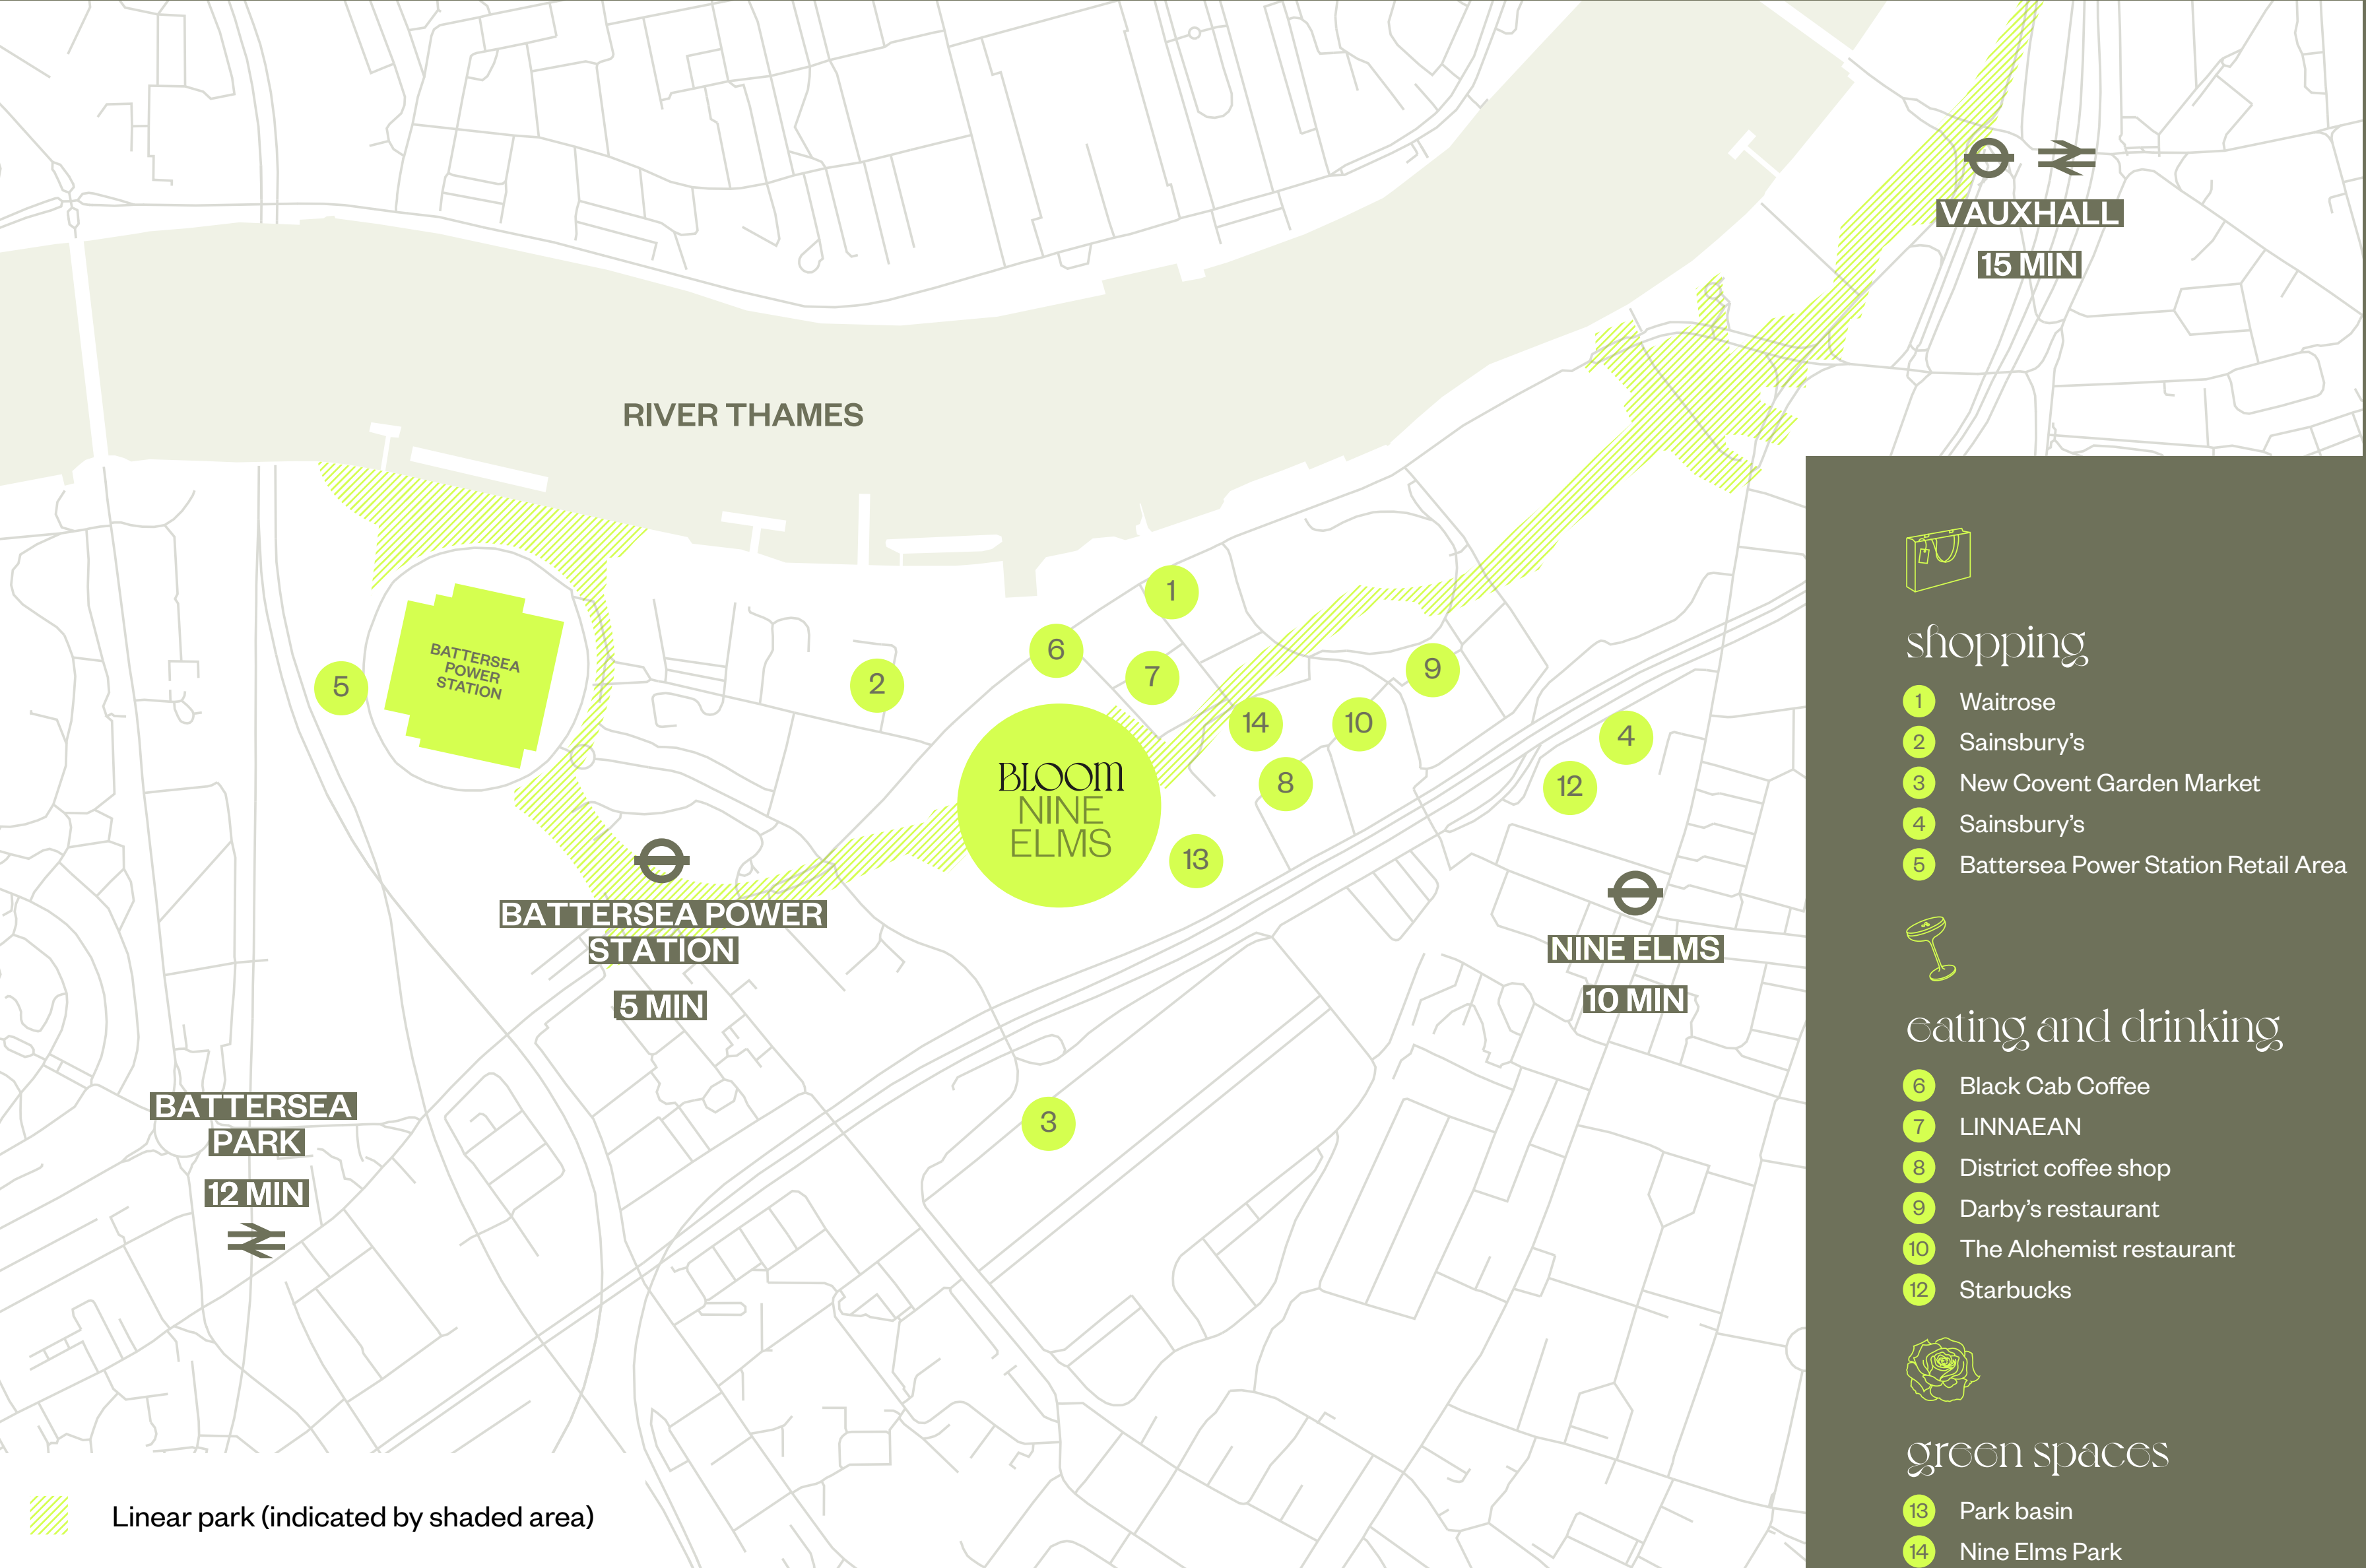 VAUXHALL
15 MIN
RIVER THAMES
1
6
7
9
5
BATTERSEA
POWER
STATION
2
14
10
4
8
12
BLOOM
NINE
ELMS
13
BATTERSEA POWER
STATION
5 MIN
NINE ELMS
10 MIN
3
BATTERSEA
PARK
12 MIN
Linear park (indicated by shaded area)
shopping
1 Waitrose
2 Sainsbury’s
3 New Covent Garden Market
4 Sainsbury’s
5 Battersea Power Station Retail Area
eating and drinking
6 Black Cab Coffee
7 LINNAEAN
8 District coffee shop
9 Darby’s restaurant
10 The Alchemist restaurant
12 Starbucks
green spaces
13 Park basin
14 Nine Elms Park